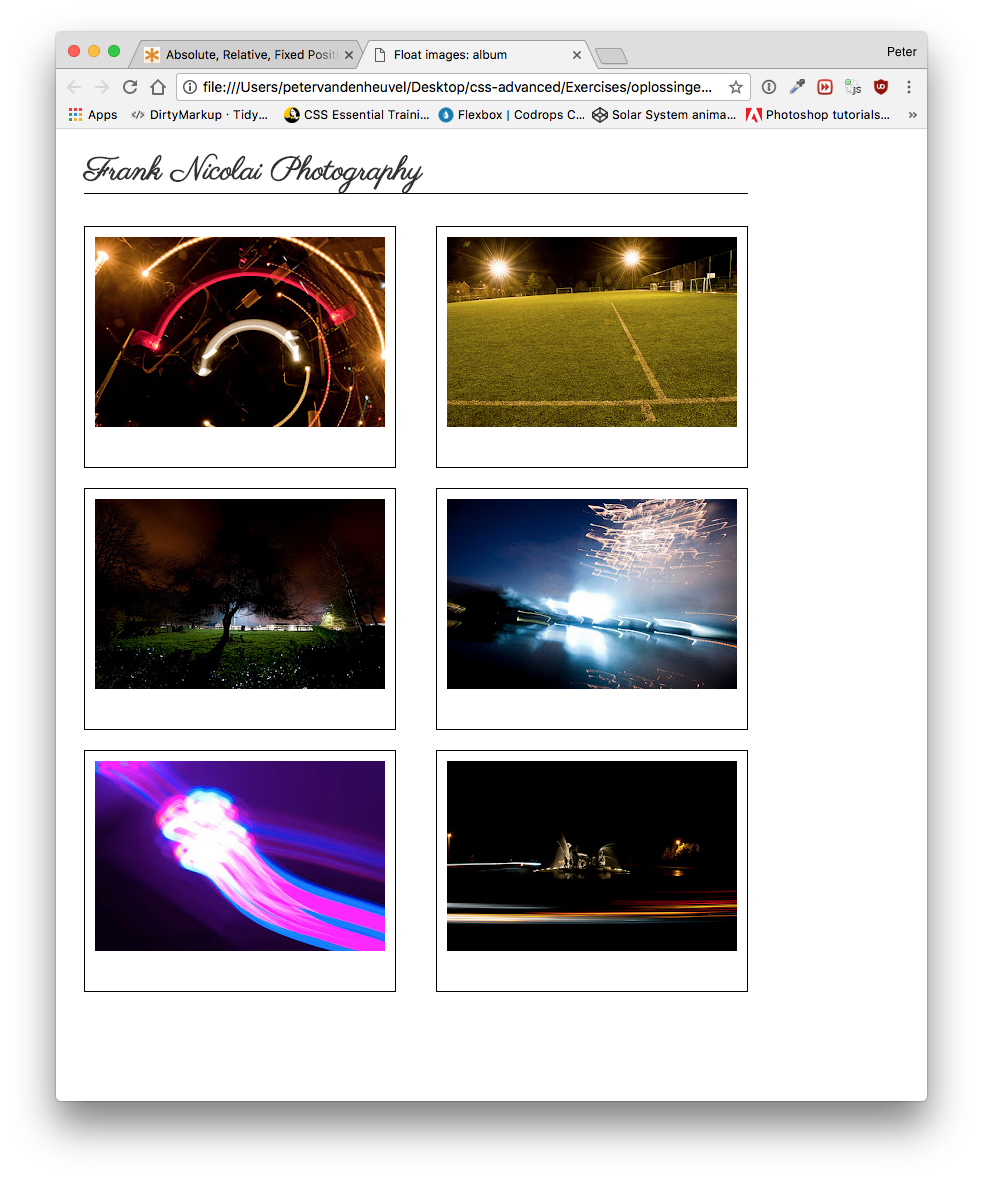 Absolute, Relative, Fixed Positi
Float images: album
Peter
file:///Users/petervandenheuvel/Desktop/css-advanced/Exercises/oplossinge...
js
Apps
DirtyMarkup · Tidy...
CSS Essential Traini...
Flexbox | Codrops C...
Solar System anima...
Photoshop tutorials...
»
Frank Nicolai Photography